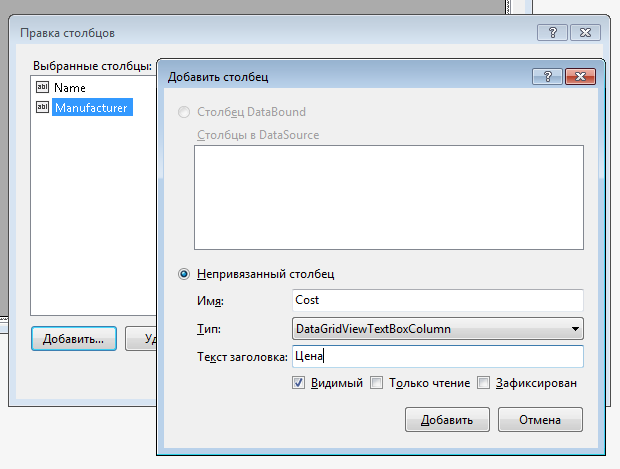 Правка столбцов
Выбранные столбцы:
Name
Manufacturer
Добавить...
Уд
Добавить столбец
Столбец DataBound
Столбцы в DataSource
Непривязанный столбец
Имя: Cost
Тип: DataGridViewTextBoxColumn
Текст заголовка: Цена
Видимый Только чтение Зафиксирован
Добавить Отмена